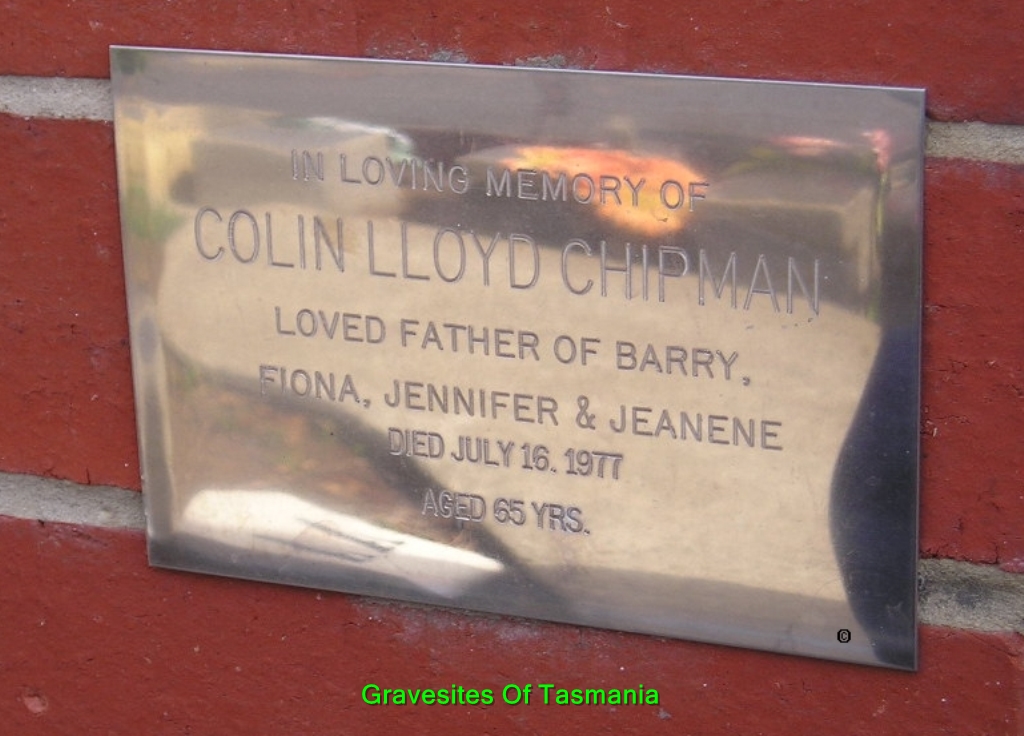 IN LOVING MEMORY OF
COLIN LLOYD CHIPMAN
LOVED FATHER OF BARRY,
FIONA, JENNIFER & JEANENE
DIED JULY 16. 1977
AGED 65 YRS.
©
Gravesites Of Tasmania